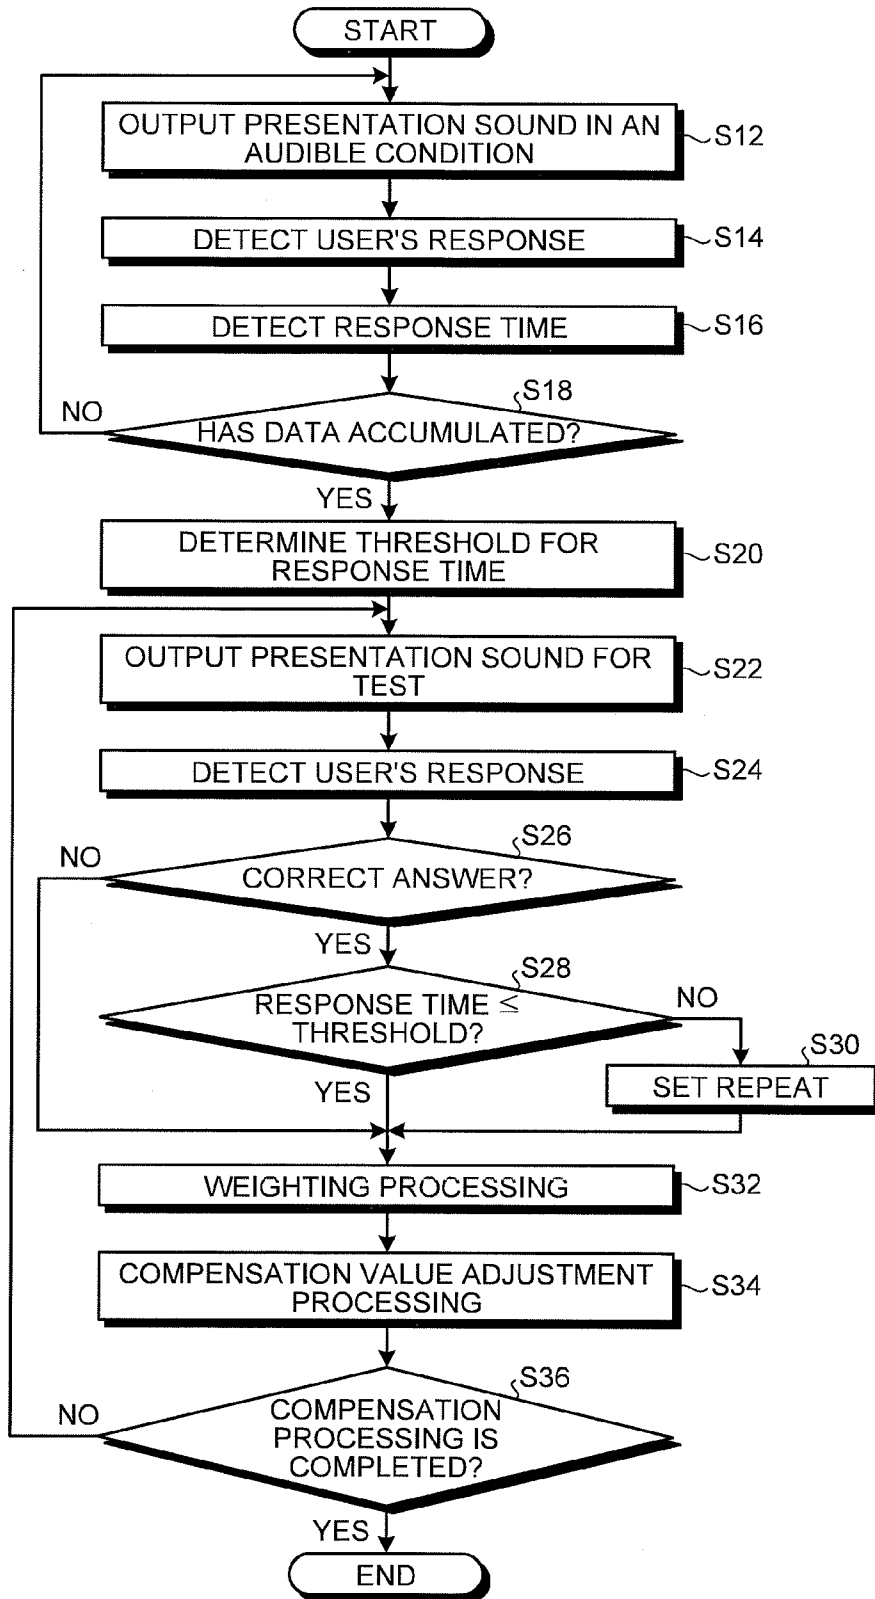 START
OUTPUT PRESENTATION SOUND IN AN
AUDIBLE CONDITION
S12
DETECT USER'S RESPONSE
S14
DETECT RESPONSE TIME
S16
S18
NO
HAS DATA ACCUMULATED?
YES
DETERMINE THRESHOLD FOR
RESPONSE TIME
S20
OUTPUT PRESENTATION SOUND FOR
TEST
S22
DETECT USER'S RESPONSE
S24
S26
NO
CORRECT ANSWER?
YES
S28
RESPONSE TIME ≤
THRESHOLD?
NO
YES
S30
SET REPEAT
WEIGHTING PROCESSING
S32
COMPENSATION VALUE ADJUSTMENT
PROCESSING
S34
S36
NO
COMPENSATION
PROCESSING IS
COMPLETED?
YES
END